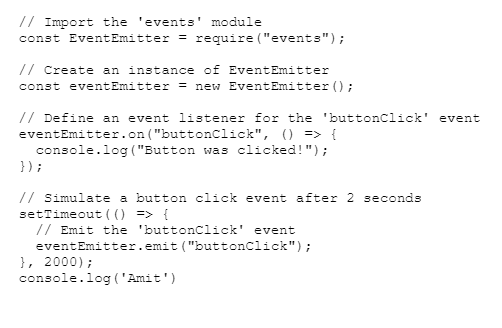 // Import the 'events' module
const EventEmitter = require("events");

// Create an instance of EventEmitter
const eventEmitter = new EventEmitter();

// Define an event listener for the 'buttonClick' event
eventEmitter.on("buttonClick", () => {
  console.log("Button was clicked!");
});

// Simulate a button click event after 2 seconds
setTimeout(() => {
  // Emit the 'buttonClick' event
  eventEmitter.emit("buttonClick");
}, 2000);
console.log('Amit')